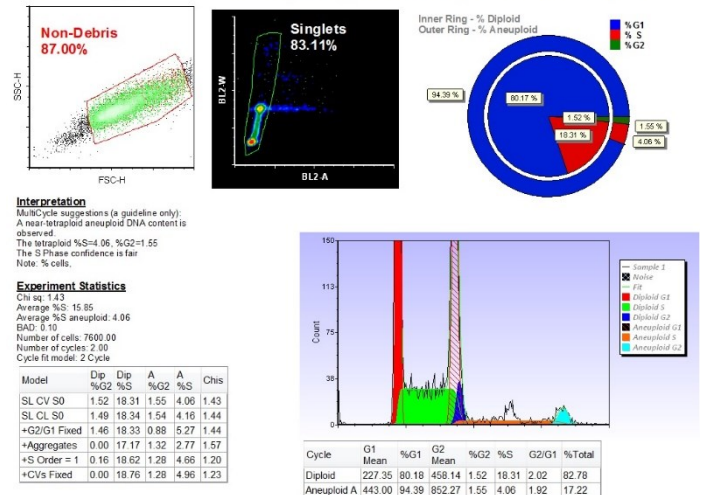 Non-Debris
87.00%
SSC-H
FSC-H
Singlets
83.11%
BL2-W
BL2-A
Inner Ring - % Diploid
Outer Ring - % Aneuploid
%G1
% S
%G2
94.39 %
80.17 %
1.52 %
18.31 %
1.55 %
4.06 %
Interpretation
MultiCycle suggestions (a guideline only):
A near-tetraploid aneuploid DNA content is
observed.
The tetraploid %S=4.06, %G2=1.55
The S Phase confidence is fair
Note: % cells,
Experiment Statistics
Chi sq: 1.43
Average %S: 15.85
Average %S aneuploid: 4.06
BAD: 0.10
Number of cells: 7600.00
Number of cycles: 2.00
Cycle fit model: 2 Cycle
Model Dip %G2 Dip %S A %G2 A %S Chis
SL CV S0 1.52 18.31 1.55 4.06 1.43
SL CL S0 1.49 18.34 1.54 4.16 1.44
+G2/G1 Fixed 1.46 18.33 0.88 5.27 1.44
+Aggregates 0.00 17.17 1.32 2.77 1.57
+S Order = 1 0.16 18.62 1.28 4.66 1.20
+CVs Fixed 0.00 18.76 1.28 4.96 1.23
150
113
75
38
Count
Sample 1
Noise
Fit
Diploid G1
Diploid S
Diploid G2
Aneuploid G1
Aneuploid S
Aneuploid G2
Cycle G1 Mean %G1 G2 Mean %G2 %S G2/G1 %Total
Diploid 227.35 80.18 458.14 1.52 18.31 2.02 82.78
Aneuploid A 443.00 94.39 852.27 1.55 4.06 1.92 17.22